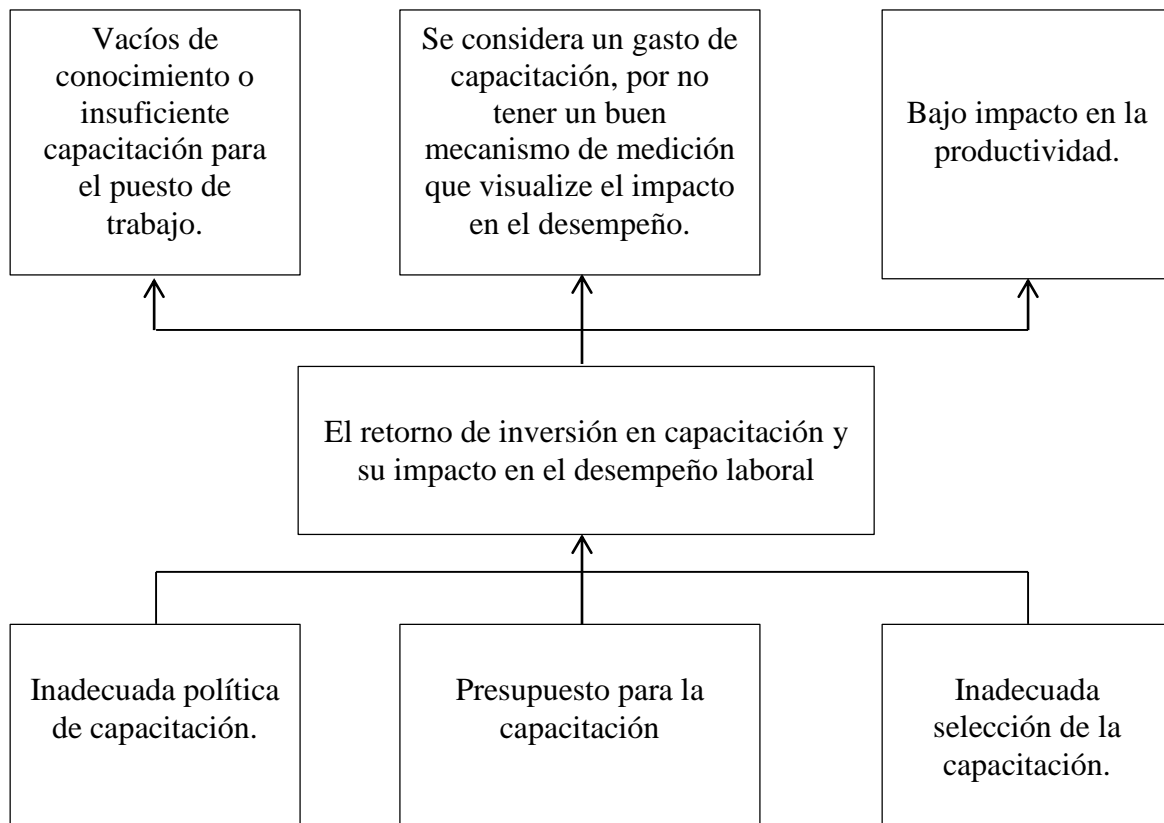 Vacíos de
conocimiento o
insuficiente
capacitación para
el puesto de
trabajo.
Se considera un gasto de
capacitación, por no
tener un buen
mecanismo de medición
que visualize el impacto
en el desempeño.
Bajo impacto en la
productividad.
El retorno de inversión en capacitación y
su impacto en el desempeño laboral
Inadecuada política
de capacitación.
Presupuesto para la
capacitación
Inadecuada
selección de la
capacitación.